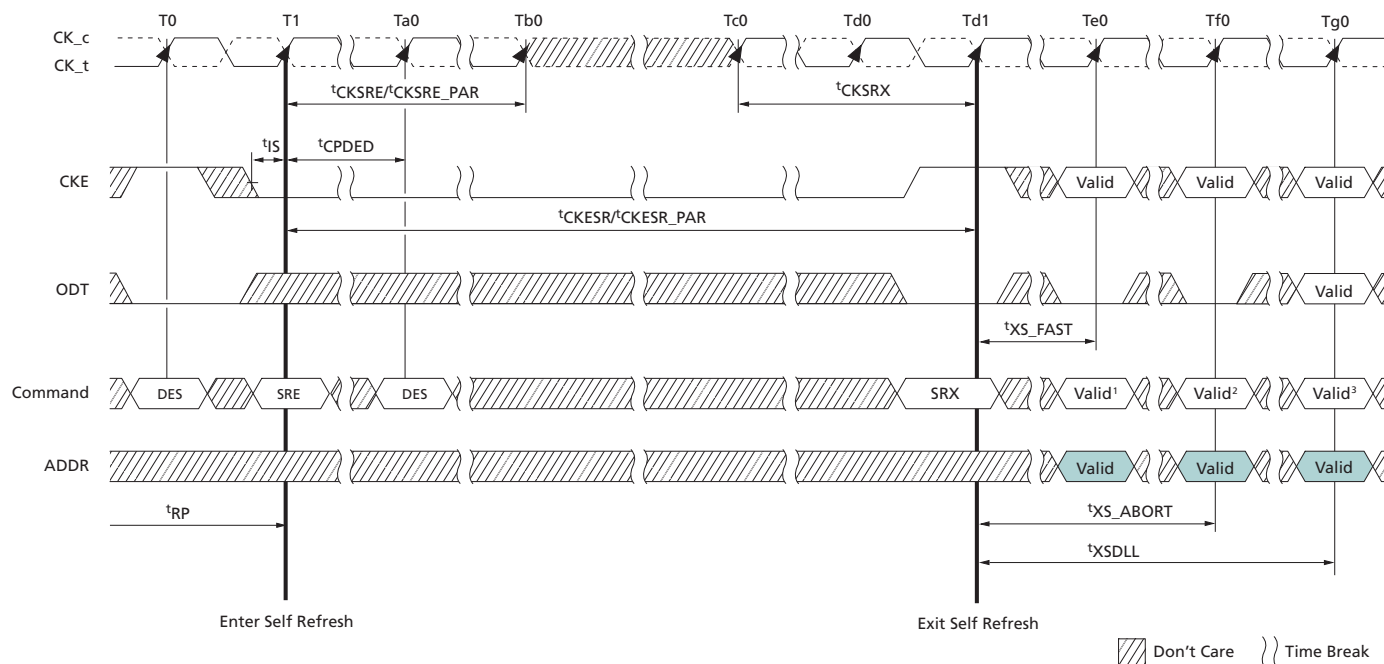 T0 T1 Ta0 Tb0 Tc0 Td0 Td1 Te0 Tf0 Tg0
CK_c
CK_t
tCKSRE/tCKSRE_PAR tCKSRX
tIS tCPDED
CKE Valid Valid Valid
tCKESR/tCKESR_PAR
ODT Valid
tXS_FAST
Command DES SRE DES SRX Valid1 Valid2 Valid3
ADDR Valid Valid Valid
tRP tXS_ABORT
tXSDLL
Enter Self Refresh Exit Self Refresh
Don't Care Time Break